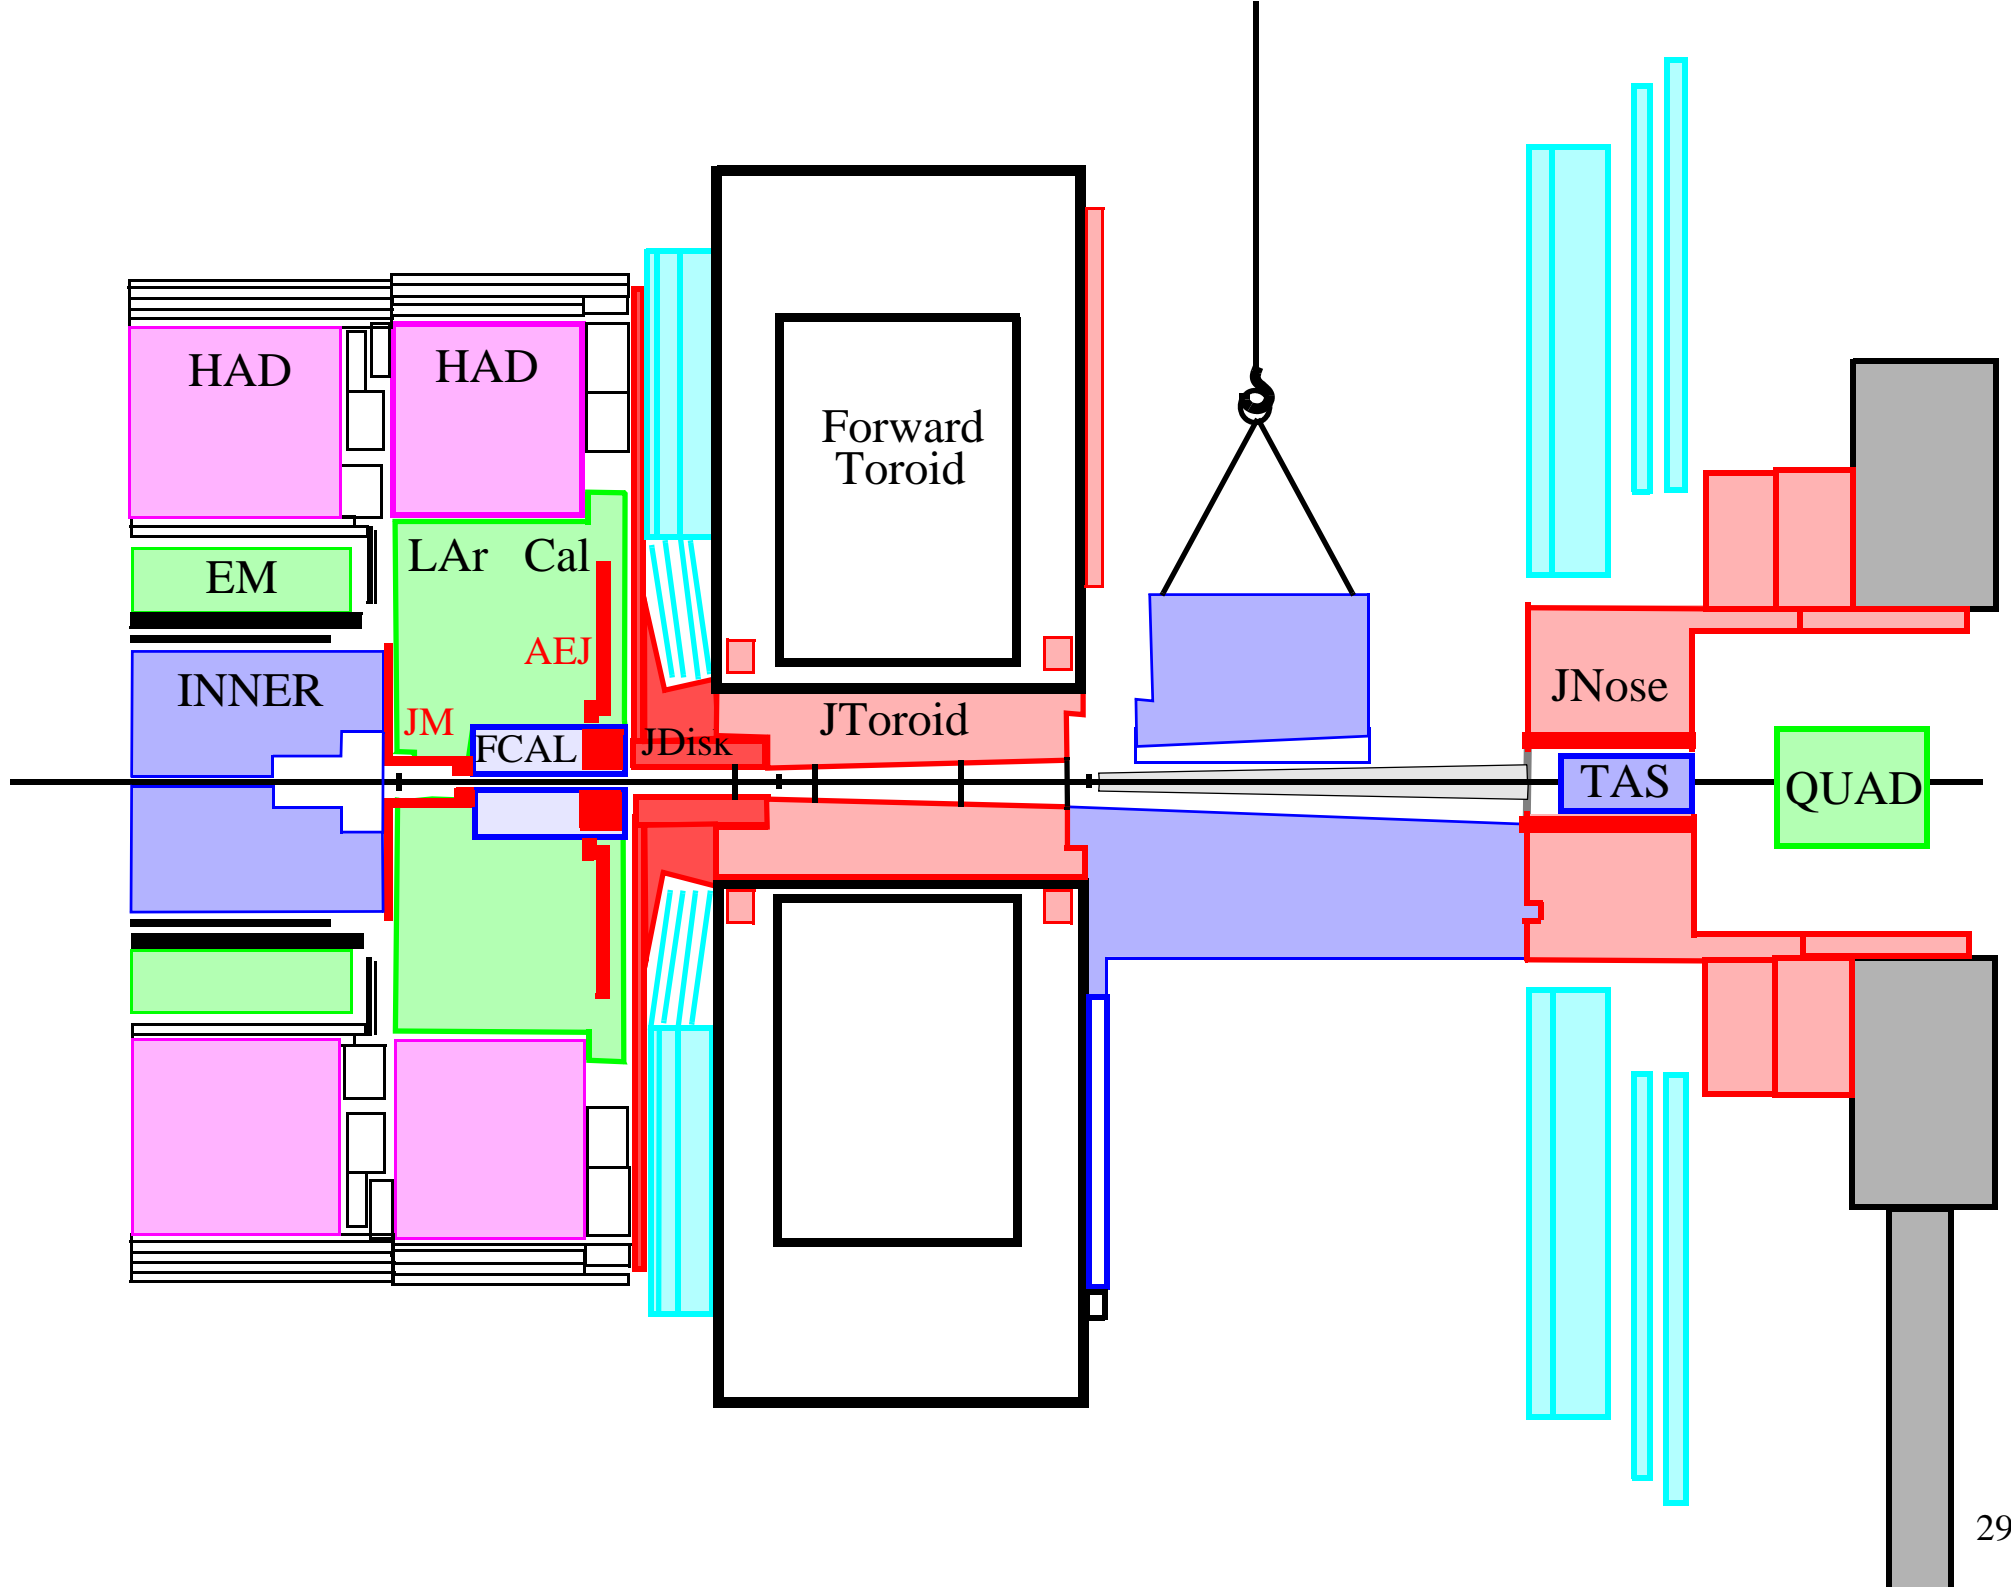 HAD
HAD
Forward
Toroid
LAr Cal
EM
AEJ
INNER
JM
JNose
JToroid
FCAL
JDisk
TAS
QUAD
29